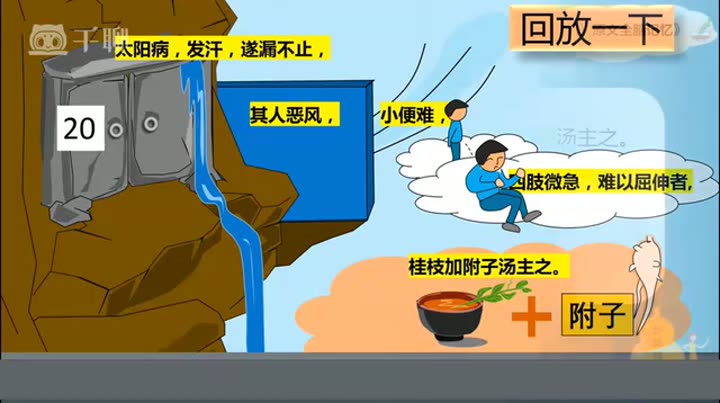 千聊
回放一下
太阳病，发汗，遂漏不止，
20
其人恶风，
小便难，
汤主之。
四肢微急，难以屈伸者，
桂枝加附子汤主之。
附子